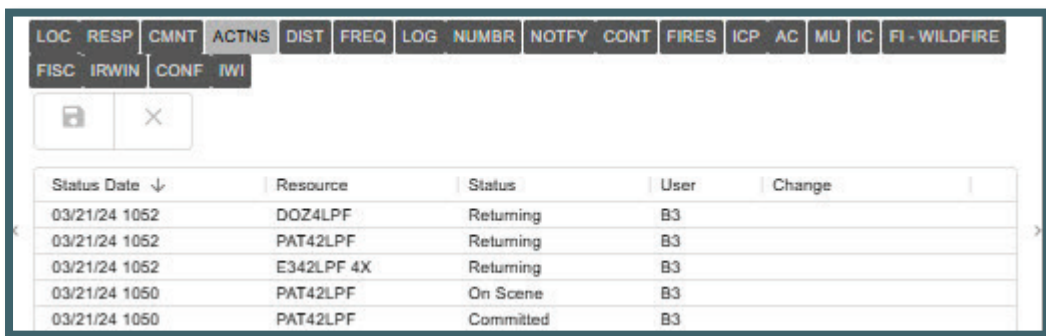 LOC RESP CMNT ACTNS DIST FREQ LOG NUMBR NOTFY CONT FIRES ICP AC MU IC FI - WILDFIRE
FISC IRWIN CONF IWI
Status Date ↓ Resource Status User Change
03/21/24 1052 DOZ4LPF Returning B3
03/21/24 1052 PAT42LPF Returning B3
03/21/24 1052 E342LPF 4X Returning B3
03/21/24 1050 PAT42LPF On Scene B3
03/21/24 1050 PAT42LPF Committed B3